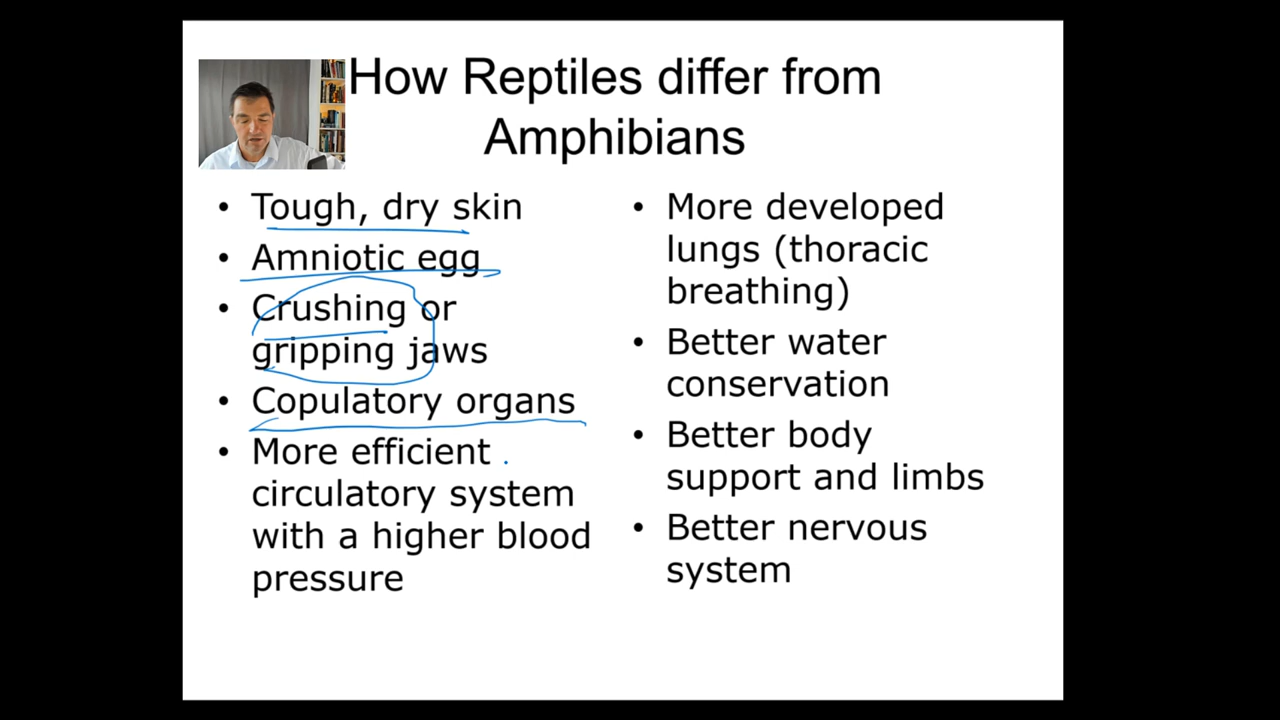 How Reptiles differ from
Amphibians
• Tough, dry skin
• Amniotic egg
• Crushing or
gripping jaws
• Copulatory organs
• More efficient
circulatory system
with a higher blood
pressure
• More developed
lungs (thoracic
breathing)
• Better water
conservation
• Better body
support and limbs
• Better nervous
system